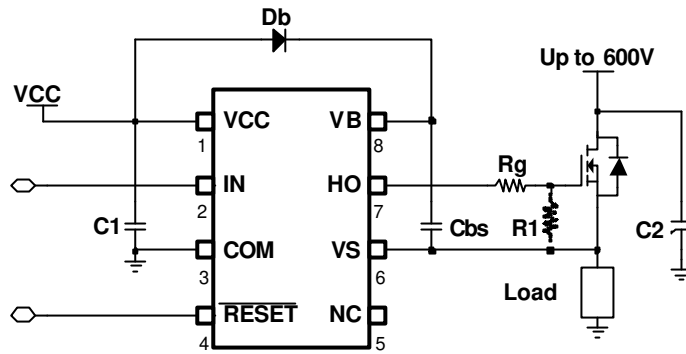 Db
Up to 600V
VCC
VCC VB
1 8
IN HO Rg
2 7
C1 COM VS Cbs R1 C2
3 6
RESET NC Load
4 5